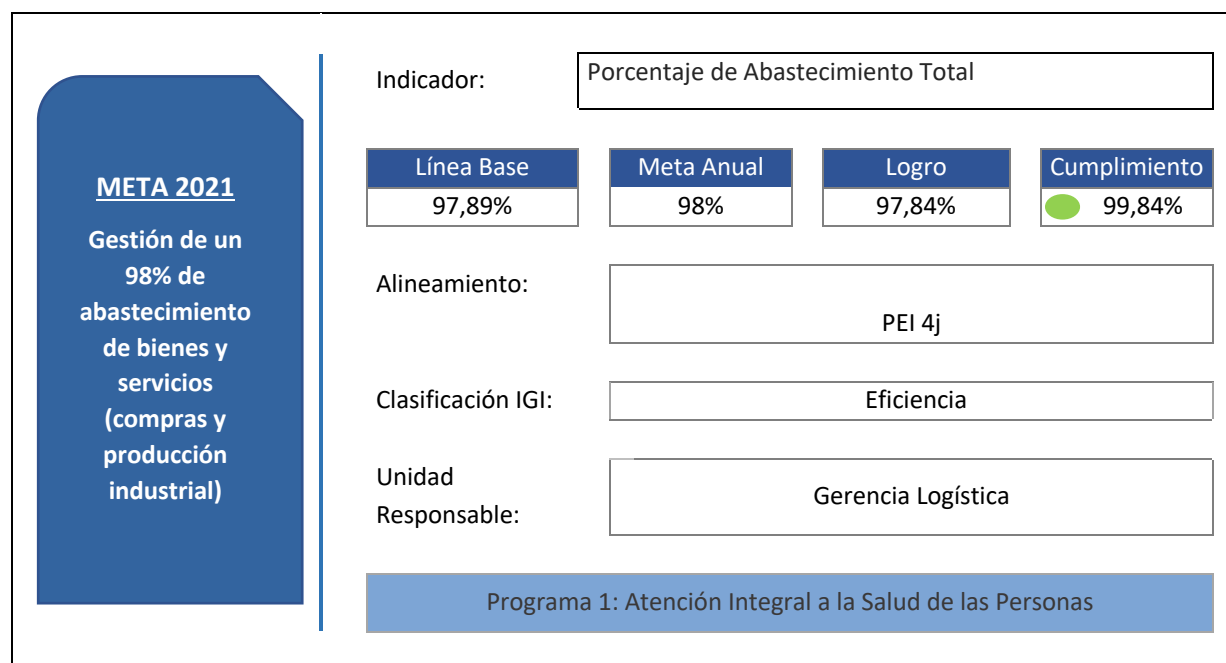 META 2021
Gestión de un
98% de
abastecimiento
de bienes y
servicios
(compras y
producción
industrial)
Indicador:
Porcentaje de Abastecimiento Total
Línea Base
Meta Anual
Logro
Cumplimiento
97,89%
98%
97,84%
99,84%
Alineamiento:
PEI 4j
Clasificación IGI:
Eficiencia
Unidad
Responsable:
Gerencia Logística
Programa 1: Atención Integral a la Salud de las Personas